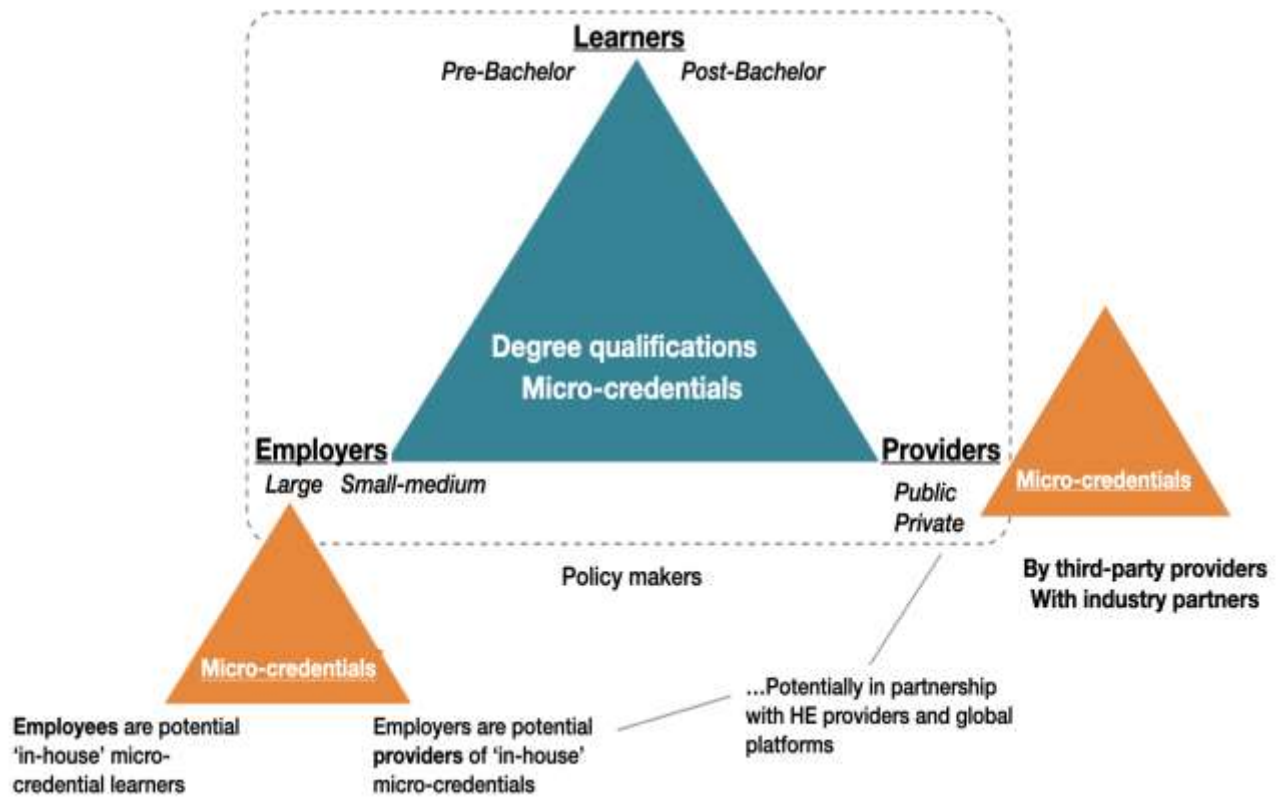 Learners
Pre-Bachelor Post-Bachelor
Degree qualifications
Micro-credentials
Employers
Large Small-medium
Providers
Public
Private
Micro-credentials
By third-party providers
With industry partners
Policy makers
Micro-credentials
Employees are potential
‘in-house’ micro-
credential learners
Employers are potential
providers of ‘in-house’
micro-credentials
...Potentially in partnership
with HE providers and global
platforms